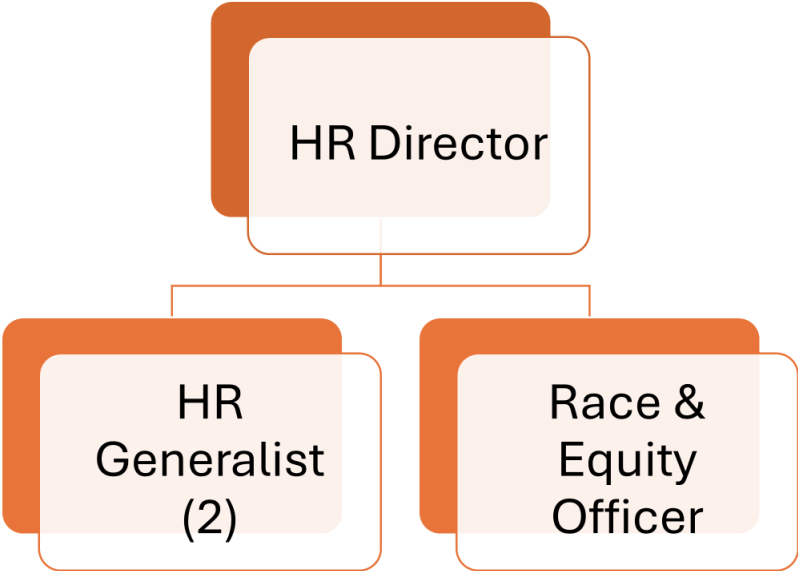 HR Director
HR
Generalist
(2)
Race &
Equity
Officer